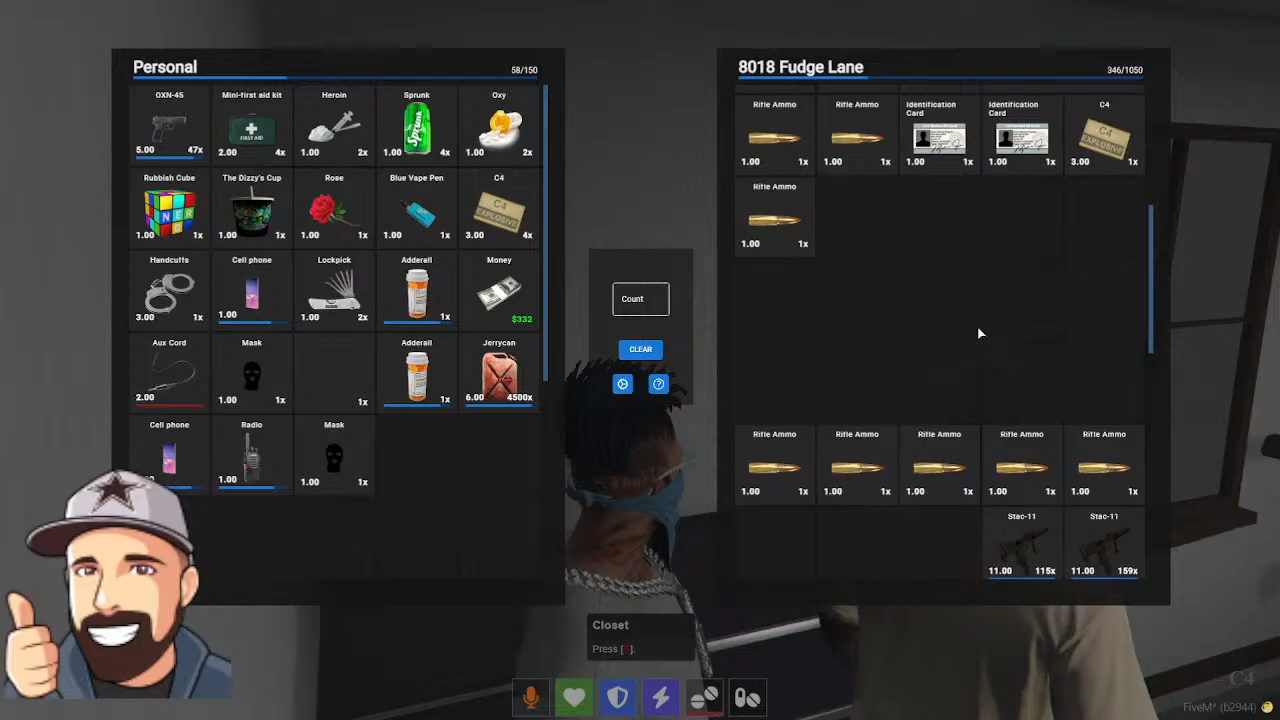 Personal
58/150
OXN-45
Mini-first aid kit
Heroin
Sprunk
Oxy
FIRST AID
Sprunk
5.00 47x
2.00 4x
1.00 2x
1.00 4x
1.00 2x
Rubbish Cube
The Dizzy's Cup
Rose
Blue Vape Pen
C4
N E R
EXPLOSIVE
1.00 1x
1.00 1x
1.00 1x
1.00 1x
3.00 4x
Handcuffs
Cell phone
Lockpick
Adderall
Money
3.00 1x
1.00
1.00 2x
1x
$332
Aux Cord
Mask
Adderall
Jerrycan
2.00
1.00 1x
1x
1x
6.00 4500x
Cell phone
Radio
Mask
1.00
1.00 1x
Count
CLEAR
8018 Fudge Lane
346/1050
Rifle Ammo
Rifle Ammo
Identification Card
Identification Card
C4
C4
EXPLOSIVE
1.00 1x
1.00 1x
1.00 1x
1.00 1x
3.00 1x
Rifle Ammo
1.00 1x
Rifle Ammo
Rifle Ammo
Rifle Ammo
Rifle Ammo
Rifle Ammo
1.00 1x
1.00 1x
1.00 1x
1.00 1x
1.00 1x
Stac-11
Stac-11
11.00 115x
11.00 159x
Closet
Press [ ].
C4
FiveM* (b2944)